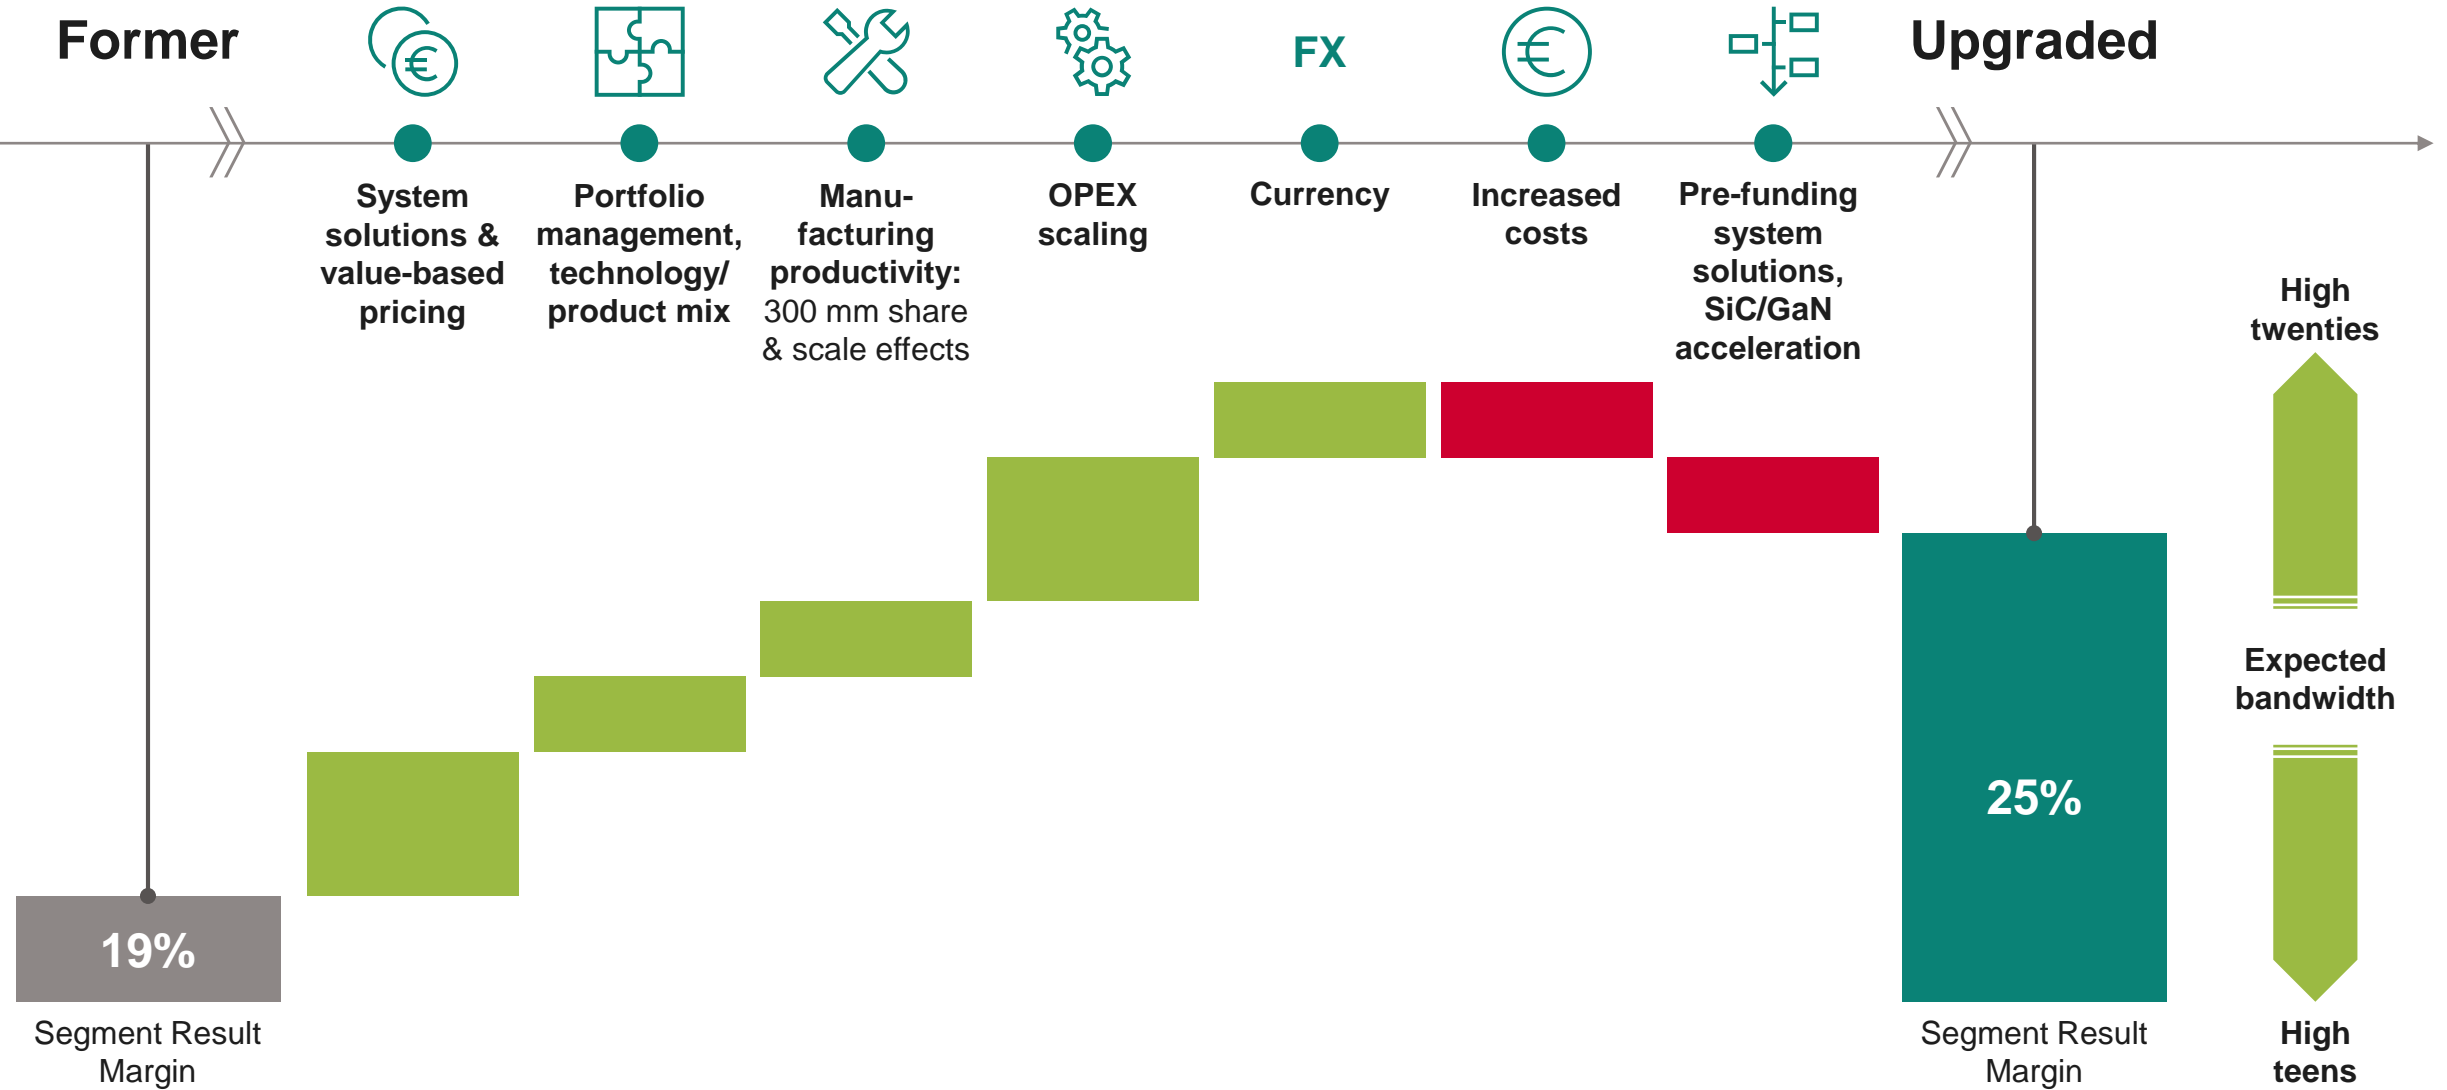 Former
FX
Upgraded
System
solutions &
value-based
pricing
Portfolio
management,
technology/
product mix
Manu-
facturing
productivity:
300 mm share
& scale effects
OPEX
scaling
Currency
Increased
costs
Pre-funding
system
solutions,
SiC/GaN
acceleration
High
twenties
Expected
bandwidth
High
teens
19%
Segment Result
Margin
25%
Segment Result
Margin